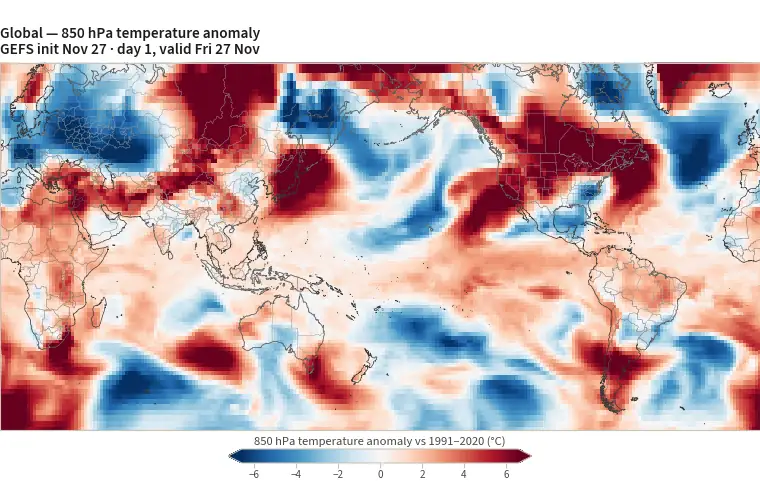 Global — 850 hPa temperature anomaly
GEFS init Nov 27 · day 1, valid Fri 27 Nov
850 hPa temperature anomaly vs 1991–2020 (°C)
−6 −4 −2 0 2 4 6